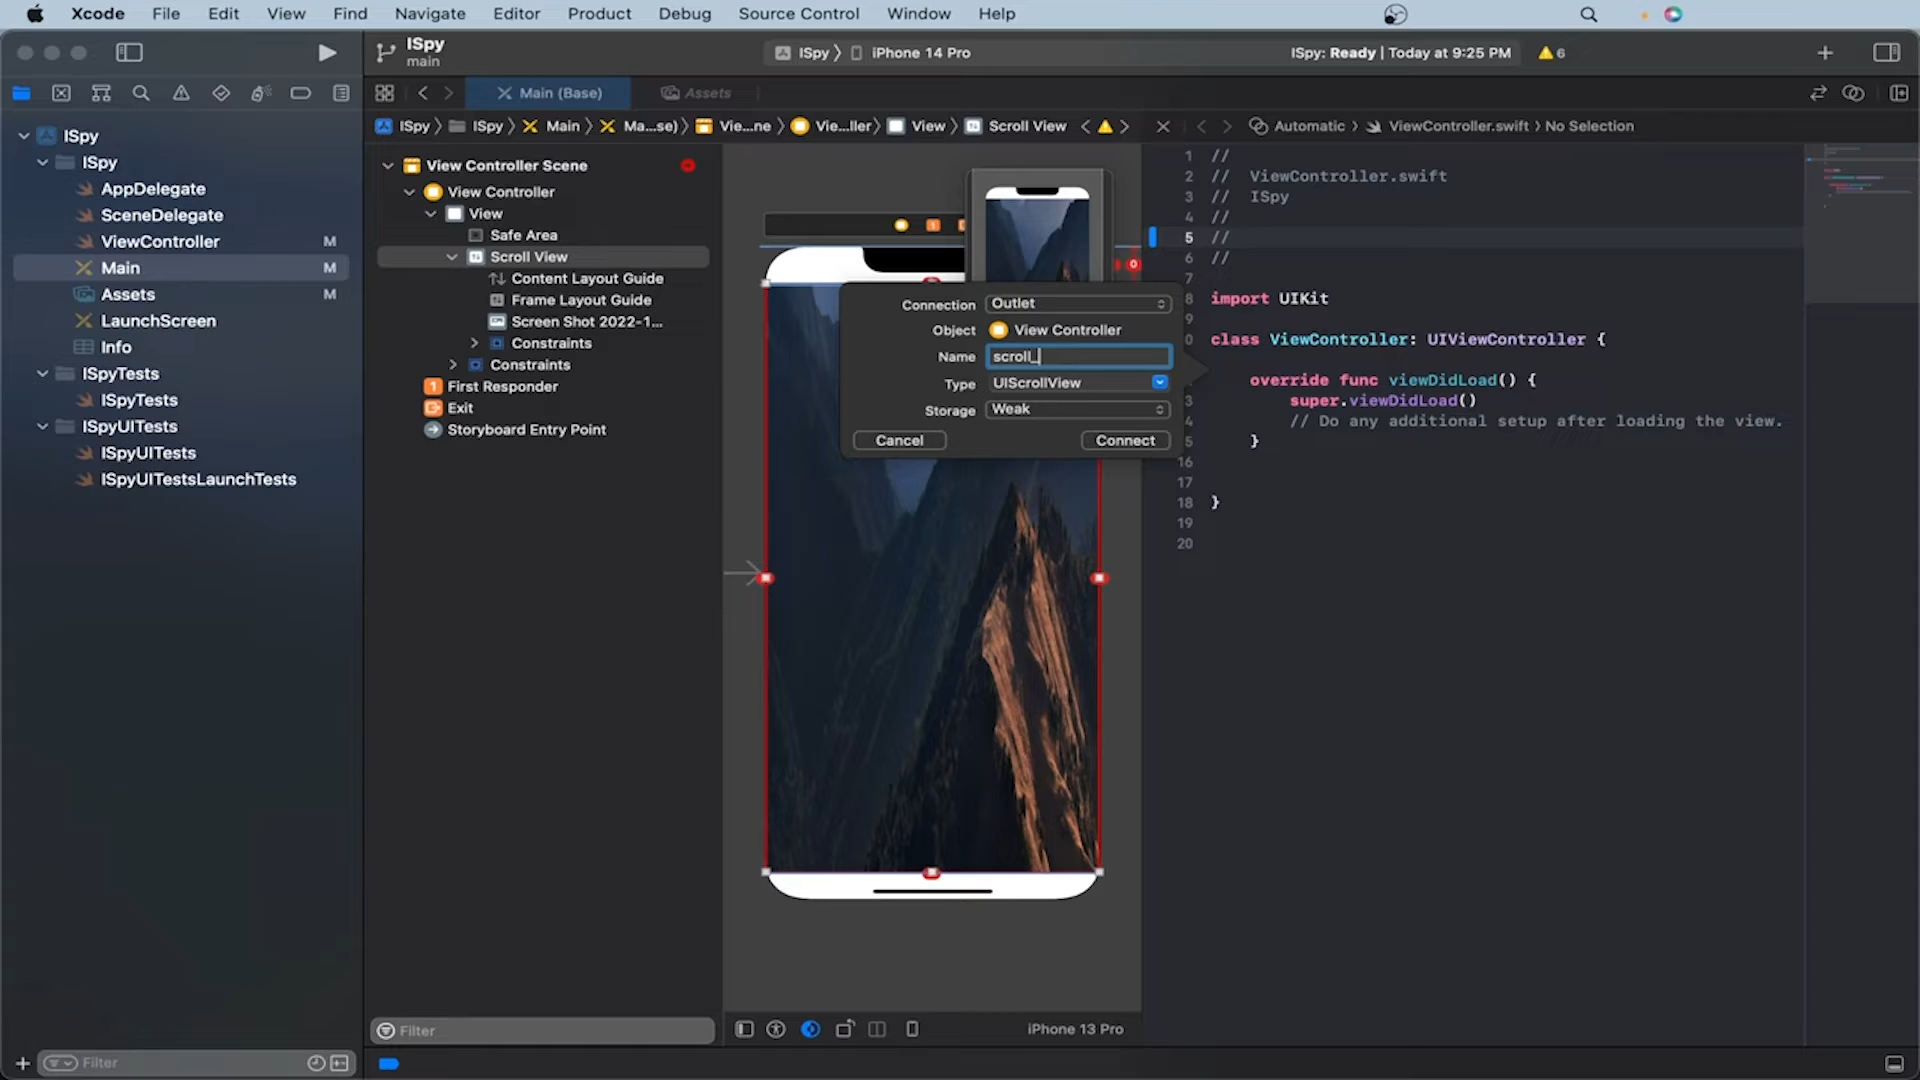 Xcode File Edit View Find Navigate Editor Product Debug Source Control Window Help
ISpy
main
ISpy iPhone 14 Pro
ISpy: Ready | Today at 9:25 PM
6
Main (Base)
Assets
ISpy ISpy Main Ma...se) Vie...ne Vie...ller View Scroll View
Automatic ViewController.swift No Selection
ISpy
ISpy
AppDelegate
SceneDelegate
ViewController M
Main M
Assets M
LaunchScreen
Info
ISpyTests
ISpyTests
ISpyUITests
ISpyUITests
ISpyUITestsLaunchTests
Filter
View Controller Scene
View Controller
View
Safe Area
Scroll View
Content Layout Guide
Frame Layout Guide
Screen Shot 2022-1...
Constraints
Constraints
First Responder
Exit
Storyboard Entry Point
Filter
Connection Outlet
Object View Controller
Name scroll_
Type UIScrollView
Storage Weak
Cancel Connect
iPhone 13 Pro
1 //
2 // ViewController.swift
3 // ISpy
4 //
5 //
6 //
7
8 import UIKit
9
0 class ViewController: UIViewController {
override func viewDidLoad() {
3 super.viewDidLoad()
4 // Do any additional setup after loading the view.
5 }
16
17
18 }
19
20